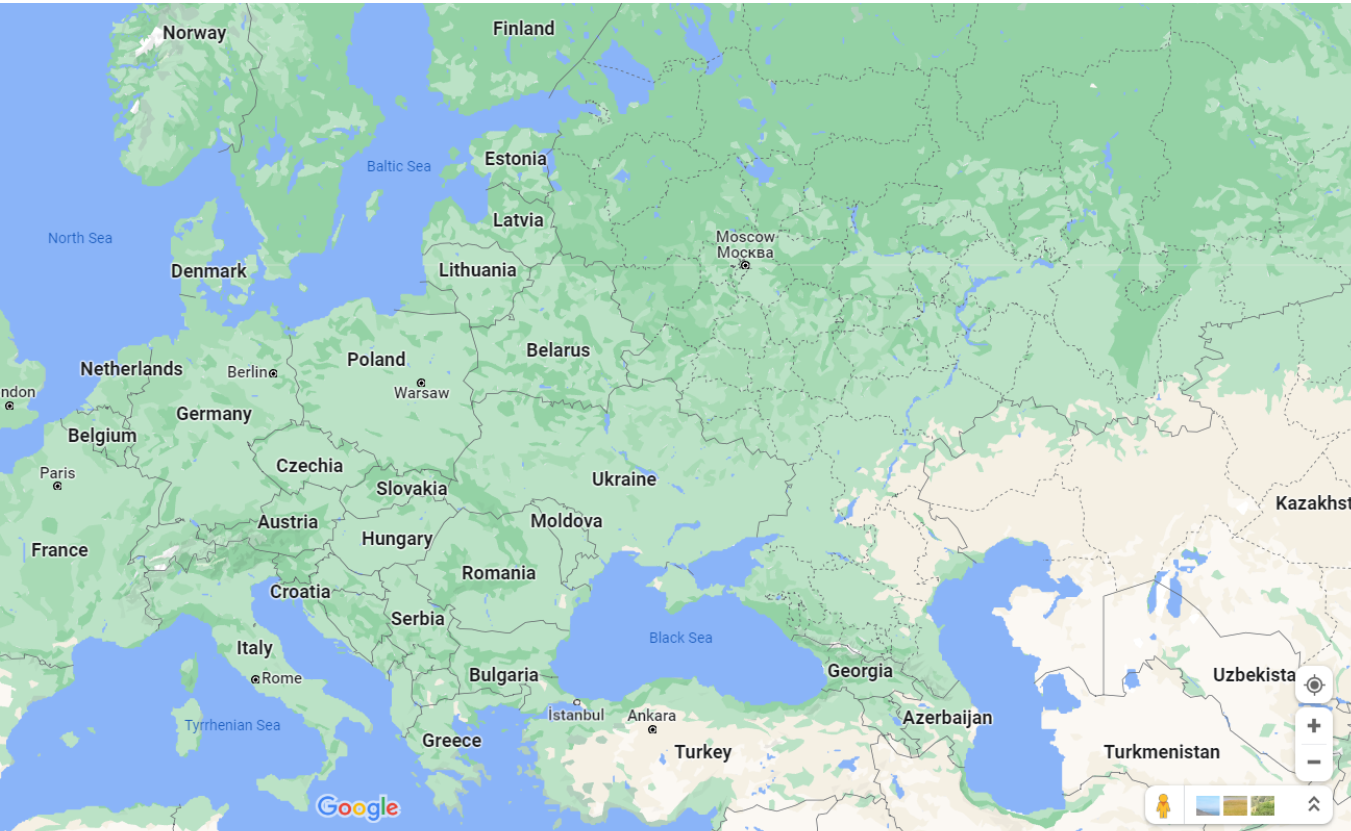 Norway
Finland
Estonia
Baltic Sea
Latvia
North Sea
Moscow
Москва
Denmark
Lithuania
Belarus
Poland
Netherlands
Berlin
Warsaw
ndon
Germany
Belgium
Czechia
Paris
Ukraine
Slovakia
Kazakhst
Austria
Moldova
Hungary
France
Romania
Croatia
Serbia
Black Sea
Italy
Georgia
Bulgaria
Uzbekista
Rome
İstanbul
Ankara
Azerbaijan
Tyrrhenian Sea
Greece
Turkey
Turkmenistan
Google